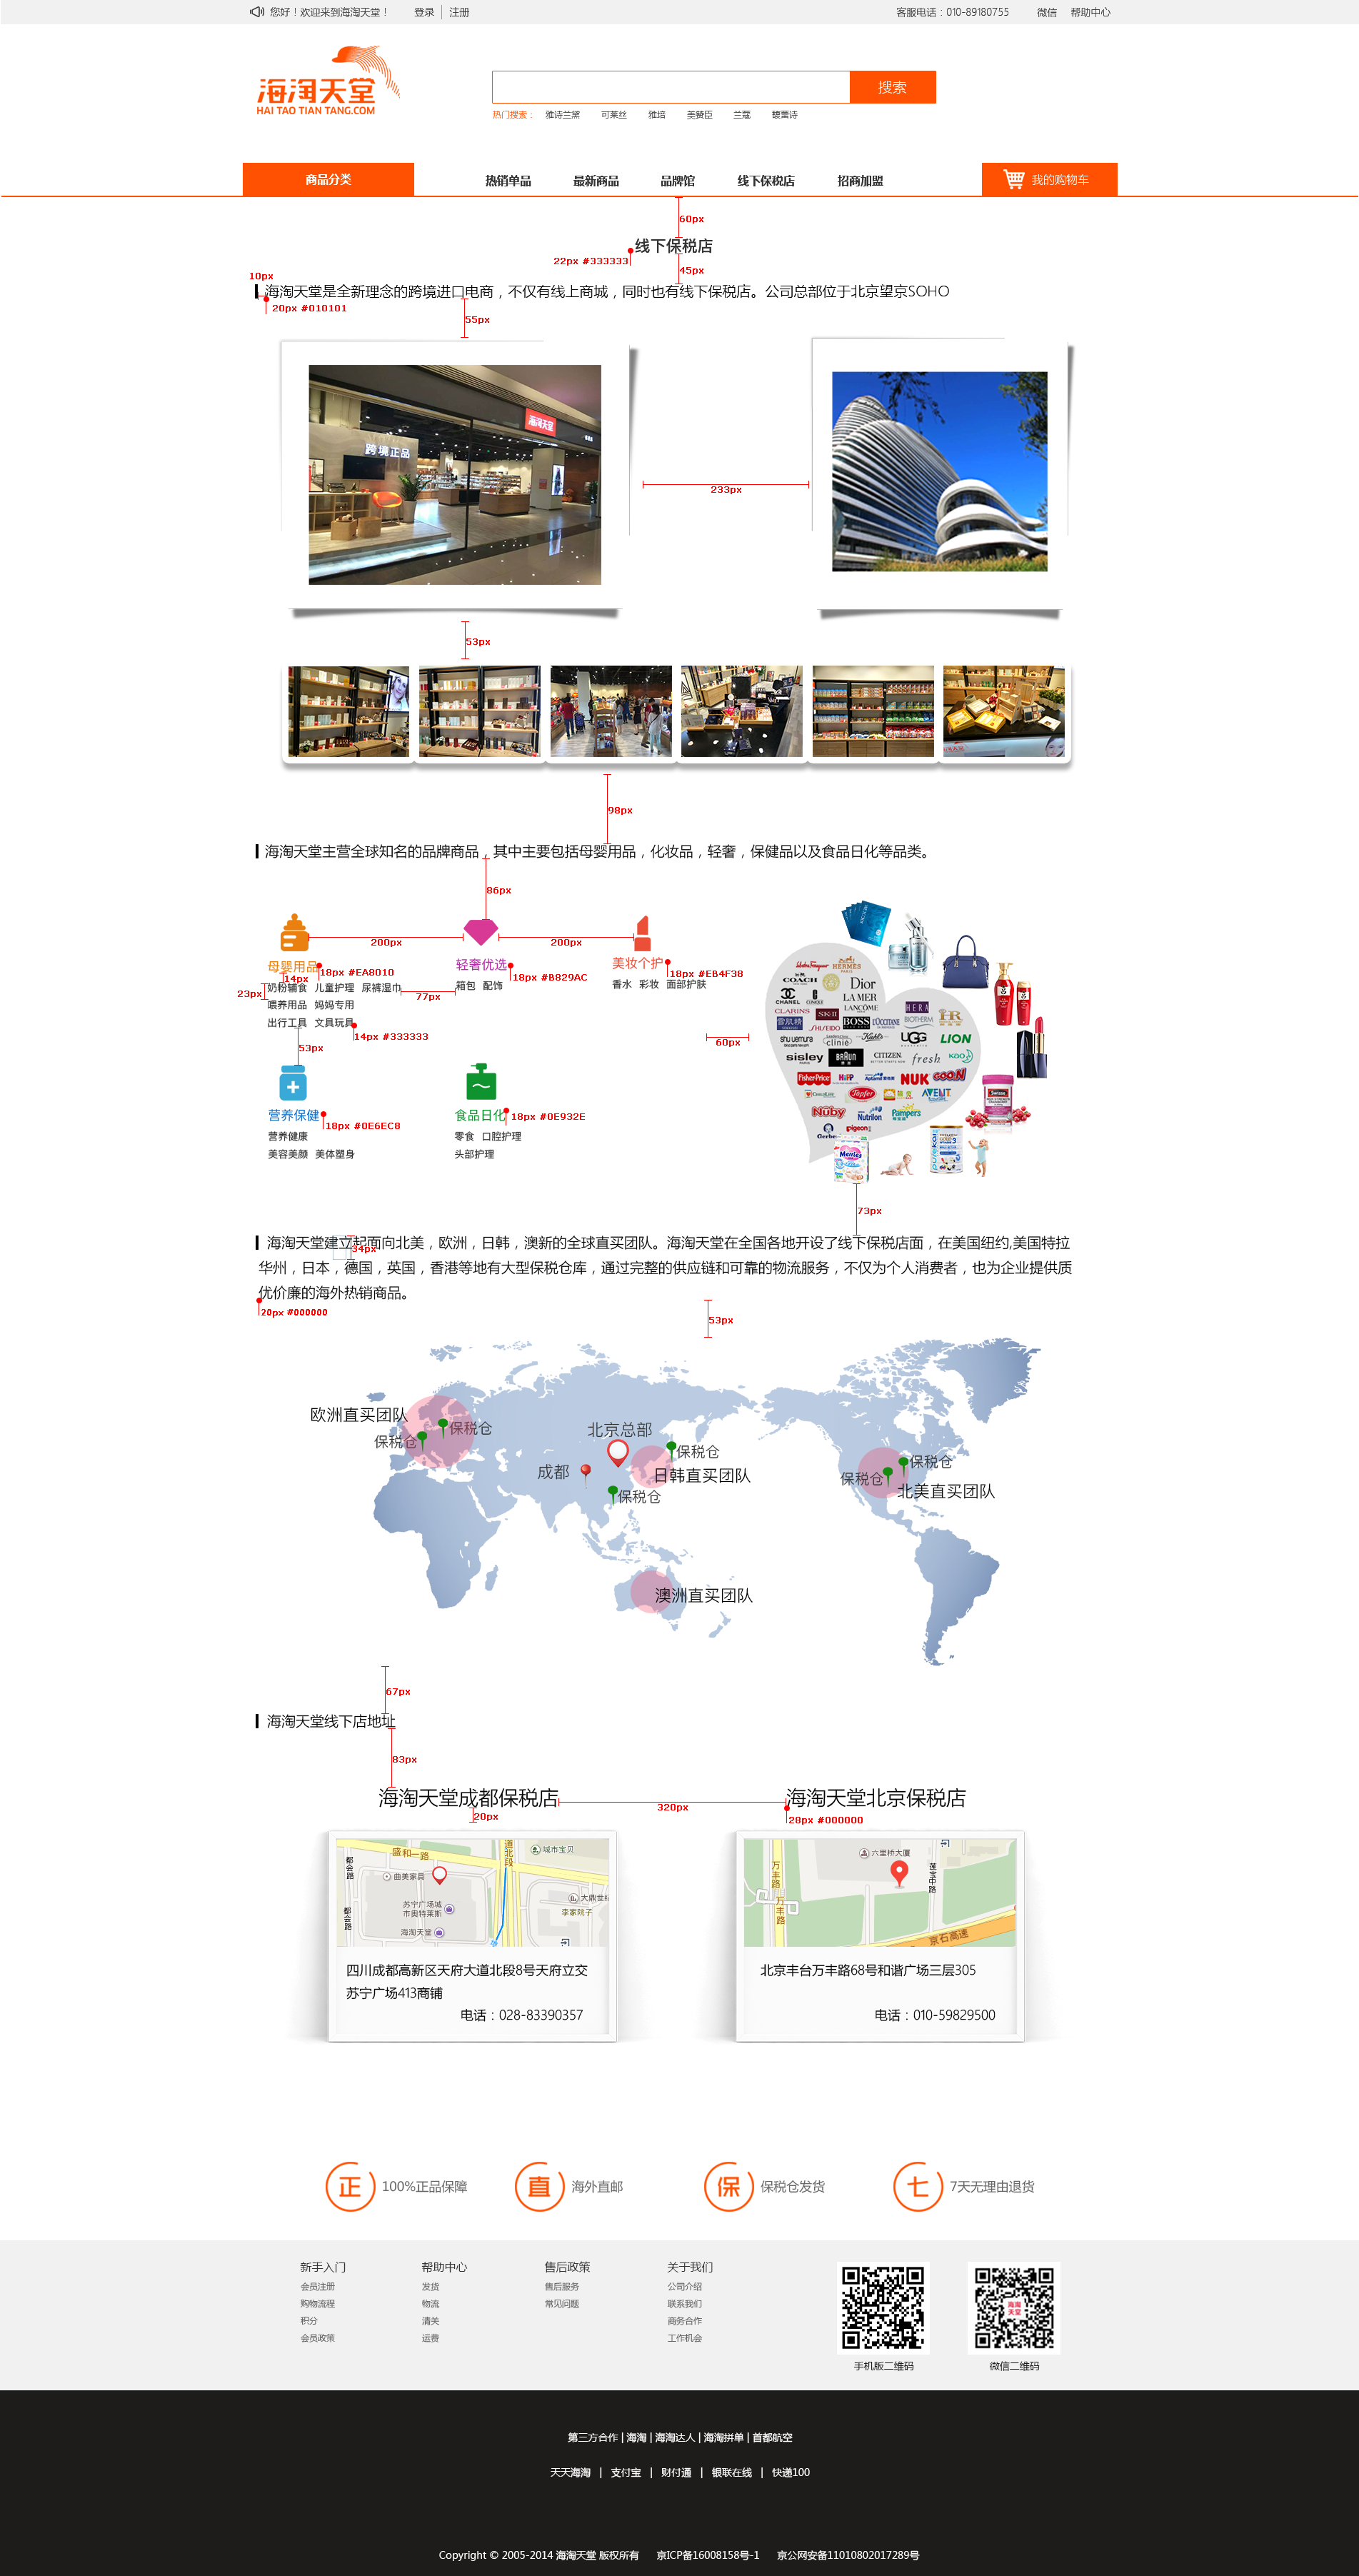 您好！欢迎来到海淘天堂！ 登录 注册 客服电话：010-89180755 微信 帮助中心
海淘天堂
HAI TAO TIAN TANG.COM
搜索
热门搜索： 雅诗兰黛 可莱丝 雅培 美赞臣 兰蔻 馥蕾诗
商品分类 热销单品 最新商品 品牌馆 线下保税店 招商加盟 我的购物车
60px
线下保税店
22px #333333
45px
10px
海淘天堂是全新理念的跨境进口电商，不仅有线上商城，同时也有线下保税店。公司总部位于北京望京SOHO
20px #010101
55px
海淘天堂
跨境正品
233px
53px
98px
海淘天堂主营全球知名的品牌商品，其中主要包括母婴用品，化妆品，轻奢，保健品以及食品日化等品类。
86px
200px 200px
母婴用品 18px #EA8010
轻奢优选 18px #B829AC
美妆个护 18px #EB4F38
14px
23px
奶粉辅食 儿童护理 尿裤湿巾
77px
箱包 配饰
香水 彩妆 面部护肤
喂养用品 妈妈专用
出行工具 文具玩具
14px #333333
53px
60px
营养保健 18px #0E6EC8
食品日化 18px #0E932E
营养健康
美容美颜 美体塑身
零食 口腔护理
头部护理
Salvatore Ferragamo HERMES
PARIS
COACH Dior
CHANEL GUCCI LA MER
CLARINS SK-II LANCÔME HERA
雪肌精 SHISEIDO BOSS L'OCCITANE BIOTHERM HR
shu uemura clinie Kiehl's UGG LION
sisley BRAUN CITIZEN fresh KAO
Fisher-Price HiPP Aptamil NUK GOON
Topfer AVENT
Nuby Nutrilon Pampers
Gerber pigeon
Merries
Swisse
73px
海淘天堂建立起面向北美，欧洲，日韩，澳新的全球直买团队。海淘天堂在全国各地开设了线下保税店面，在美国纽约,美国特拉
34px
华州，日本，德国，英国，香港等地有大型保税仓库，通过完整的供应链和可靠的物流服务，不仅为个人消费者，也为企业提供质
优价廉的海外热销商品。
20px #000000
53px
欧洲直买团队
保税仓
保税仓
北京总部
成都
保税仓
日韩直买团队
保税仓
保税仓
保税仓
北美直买团队
澳洲直买团队
67px
海淘天堂线下店地址
83px
海淘天堂成都保税店 320px 海淘天堂北京保税店
20px
28px #000000
盛和一路
都会路
道北段
城市宝贝
曲美家具
大鼎世纪
苏宁广场城
市奥特莱斯
李家院子
都会路
海淘天堂
六里桥大厦
莲宝中路
万丰路
万丰路
京石高速
四川成都高新区天府大道北段8号天府立交
苏宁广场413商铺
电话：028-83390357
北京丰台万丰路68号和谐广场三层305
电话：010-59829500
正 100%正品保障 直 海外直邮 保 保税仓发货 七 7天无理由退货
新手入门 帮助中心 售后政策 关于我们
会员注册 发货 售后服务 公司介绍
购物流程 物流 常见问题 联系我们
积分 清关 商务合作
会员政策 运费 工作机会
海淘
天堂
手机版二维码 微信二维码
第三方合作 | 海淘 | 海淘达人 | 海淘拼单 | 首都航空
天天海淘 | 支付宝 | 财付通 | 银联在线 | 快递100
Copyright © 2005-2014 海淘天堂 版权所有 京ICP备16008158号-1 京公网安备11010802017289号